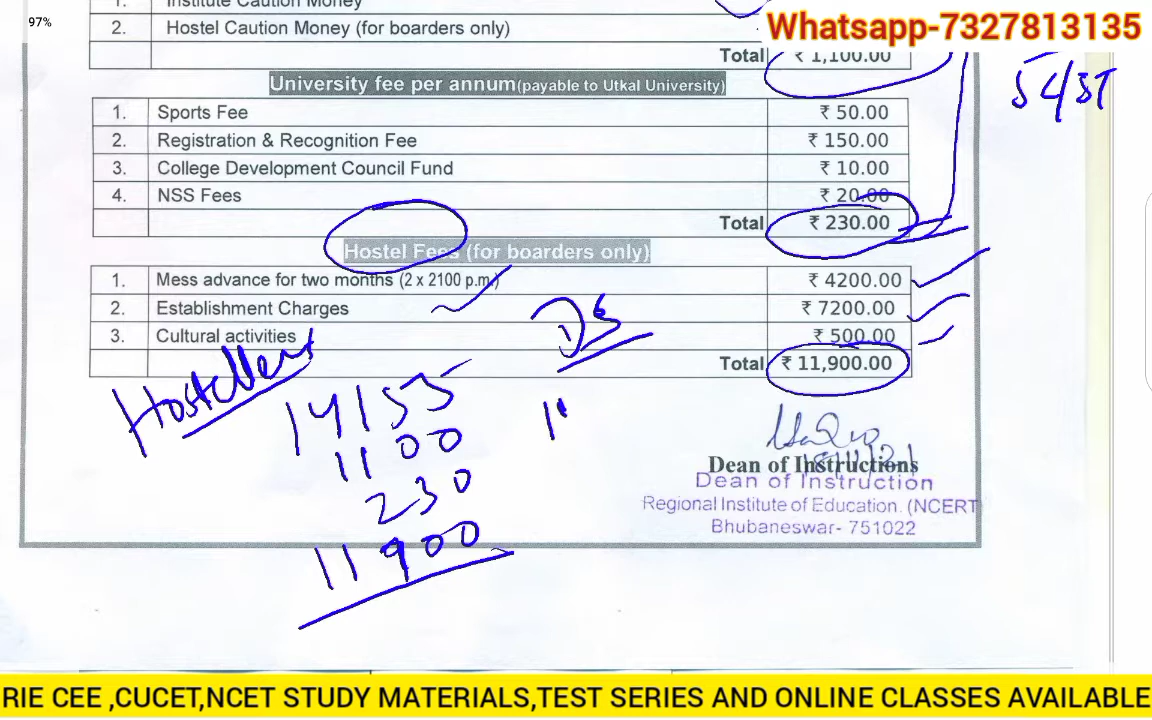 97%
Whatsapp-7327813135
1. Institute Caution Money
2. Hostel Caution Money (for boarders only)
Total ₹ 1,100.00
SC/ST
University fee per annum(payable to Utkal University)
1. Sports Fee ₹ 50.00
2. Registration & Recognition Fee ₹ 150.00
3. College Development Council Fund ₹ 10.00
4. NSS Fees ₹ 20.00
Total ₹ 230.00
Hostel Fees (for boarders only)
1. Mess advance for two months (2 x 2100 p.m.) ₹ 4200.00
2. Establishment Charges ₹ 7200.00
3. Cultural activities ₹ 500.00
Total ₹ 11,900.00
Hostellers
DS
14155
1100
230
11900
Dean of Instructions
Dean of Instruction
Regional Institute of Education. (NCERT
Bhubaneswar- 751022
RIE CEE ,CUCET,NCET STUDY MATERIALS,TEST SERIES AND ONLINE CLASSES AVAILABLE